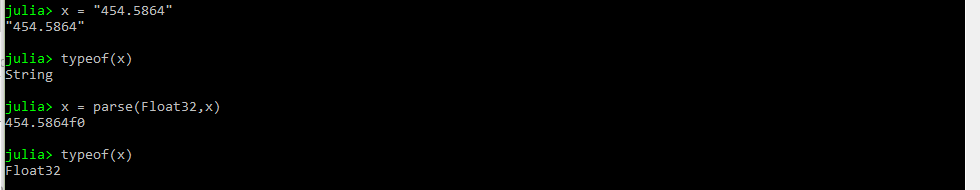 julia> x = "454.5864"
"454.5864"
julia> typeof(x)
String
julia> x = parse(Float32,x)
454.5864f0
julia> typeof(x)
Float32